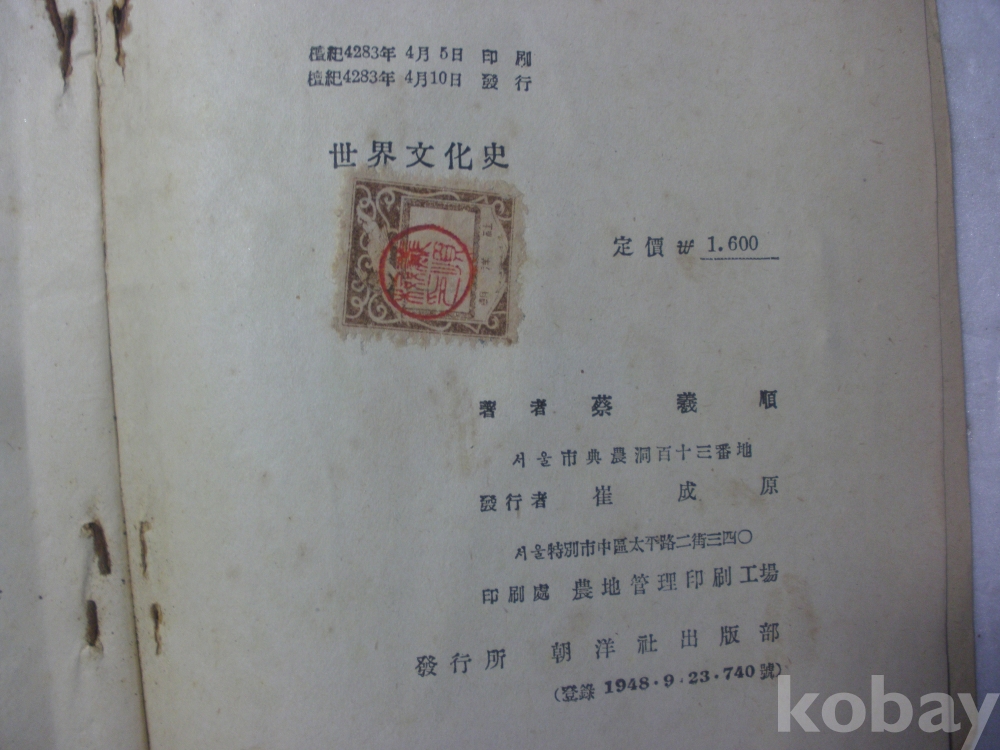 檀紀4283年 4月 5日 印刷
檀紀4283年 4月10日 發行
世界文化史
定價 ₩ 1.600
著者 蔡羲順
서울市典農洞百十三番地
發行者 崔成原
서울特別市中區太平路二街三四〇
印刷處 農地管理印刷工場
發行所 朝洋社出版部
(登錄 1948·9·23·740號)
kobay